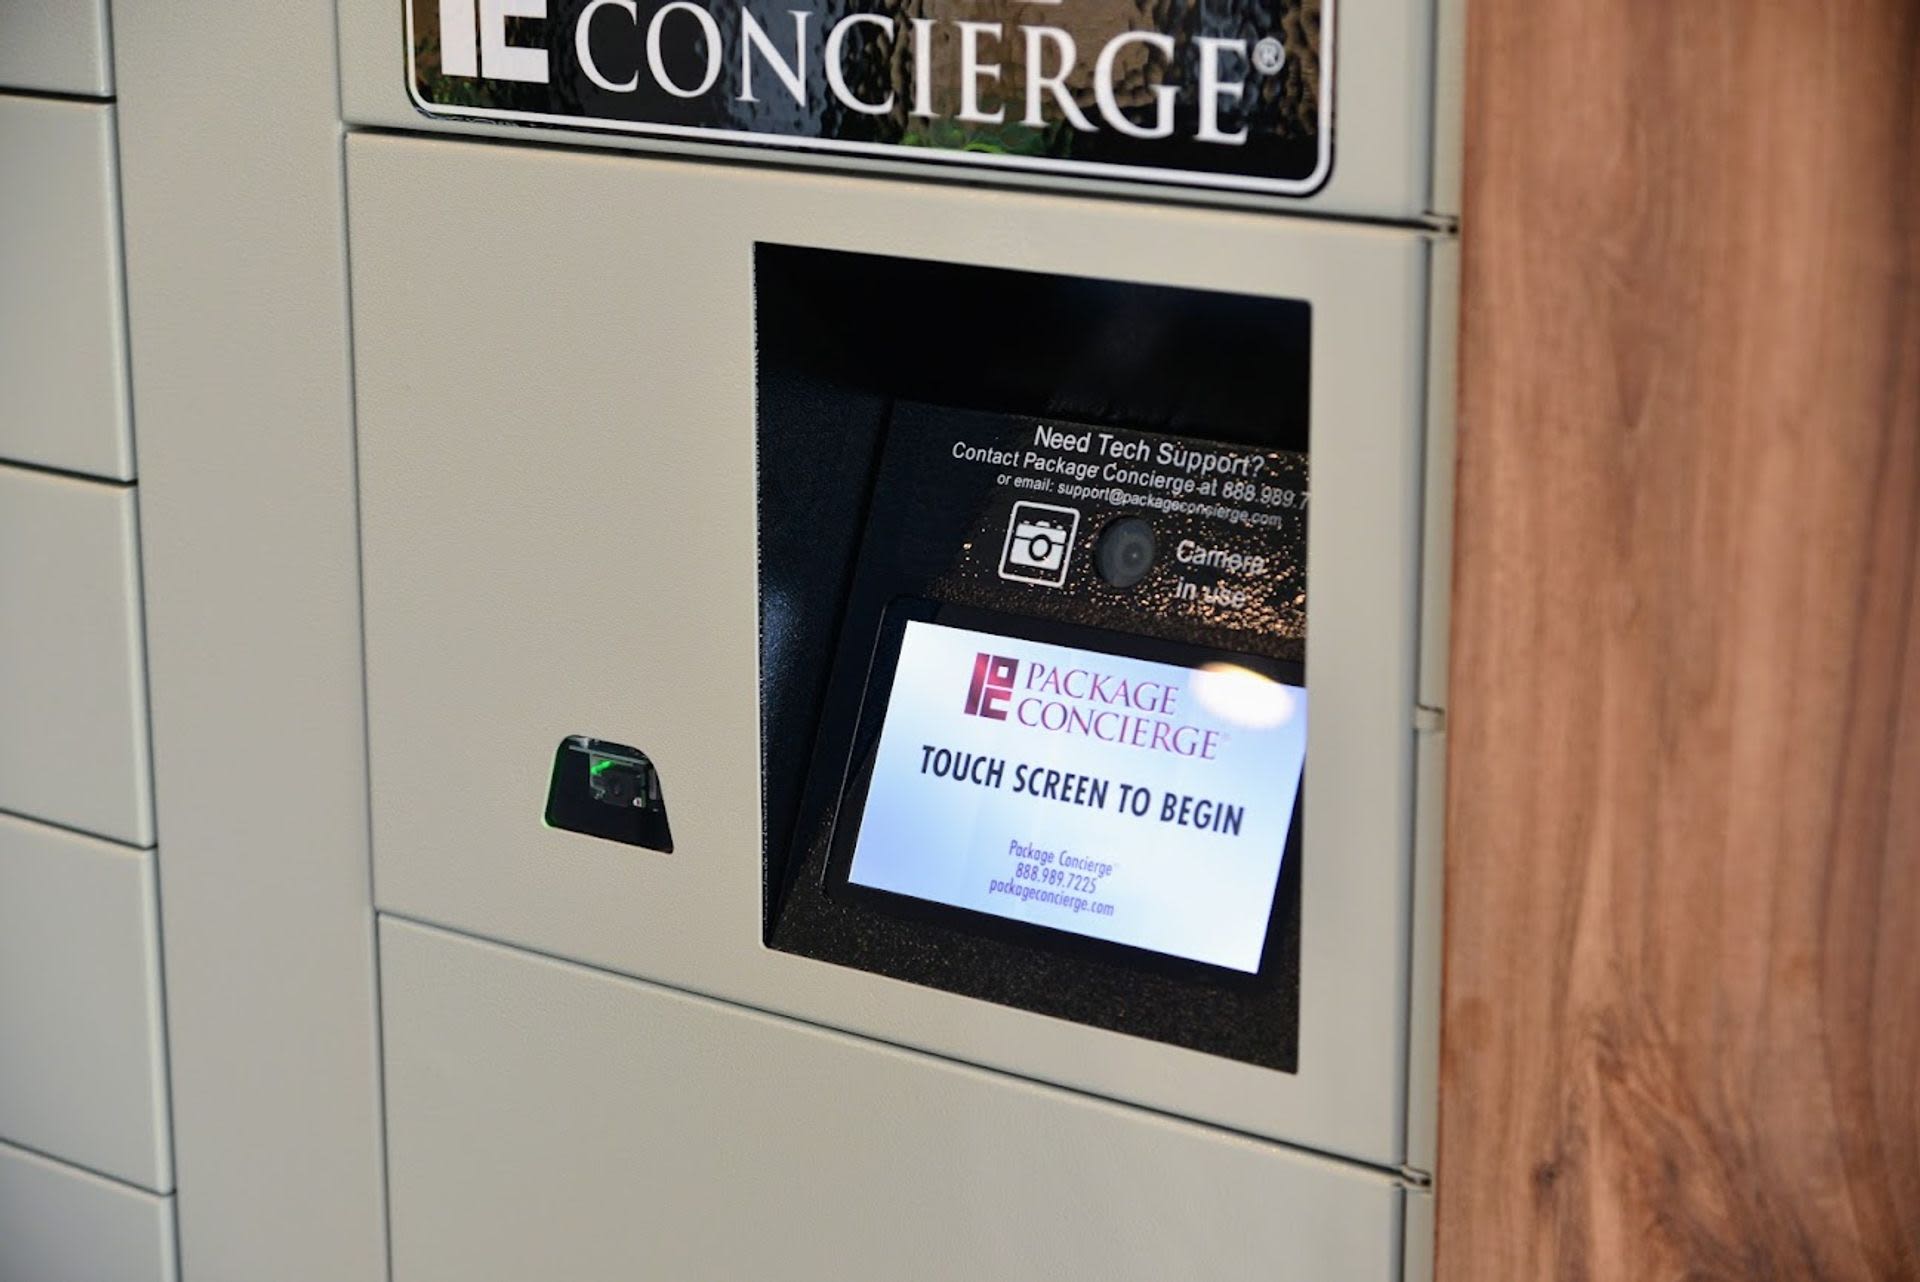 CONCIERGE®
Need Tech Support?
Contact Package Concierge at 888.989.7
or email: support@packageconcierge.com
Camera
in use
PACKAGE
CONCIERGE
TOUCH SCREEN TO BEGIN
Package Concierge
888.989.7225
packageconcierge.com